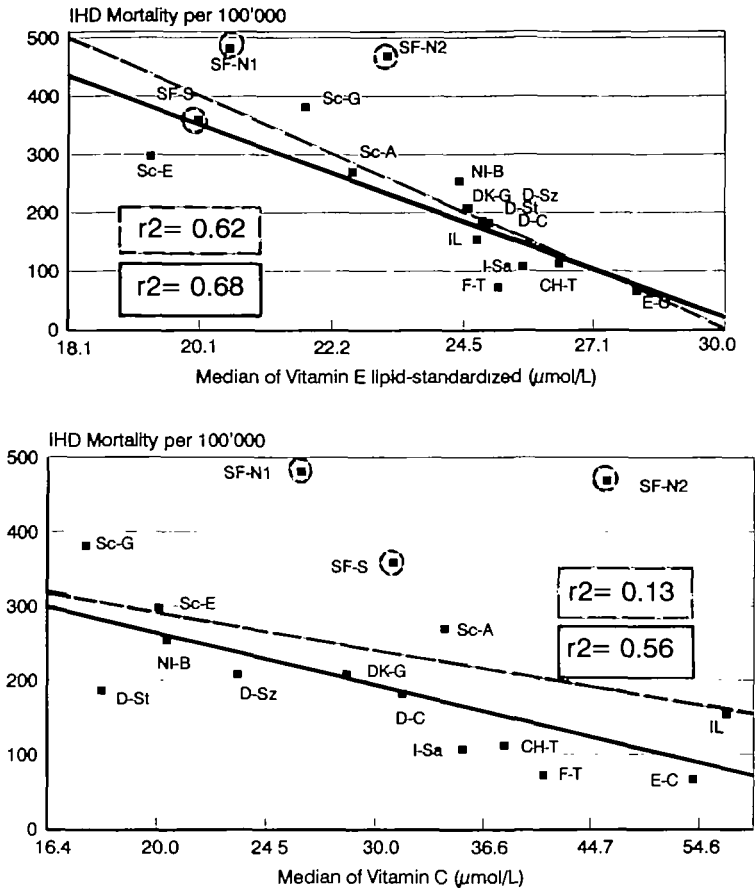 IHD Mortality per 100'000
500
SF-N1
SF-N2
400
SF-S
Sc-G
300
Sc-E
Sc-A
NI-B
DK-G D-Sz
200
D-St
r2= 0.62
D-C
IL
100
r2= 0.68
I-Sa
F-T
CH-T
E-C
0
18.1 20.1 22.2 24.5 27.1 30.0
Median of Vitamin E lipid-standardized (μmol/L)
IHD Mortality per 100'000
500
SF-N1
SF-N2
400
Sc-G
SF-S
r2= 0.13
300
Sc-E
Sc-A
r2= 0.56
NI-B
DK-G
200
D-St
D-Sz
D-C
IL
100
I-Sa
CH-T
F-T
E-C
0
16.4 20.0 24.5 30.0 36.6 44.7 54.6
Median of Vitamin C (μmol/L)